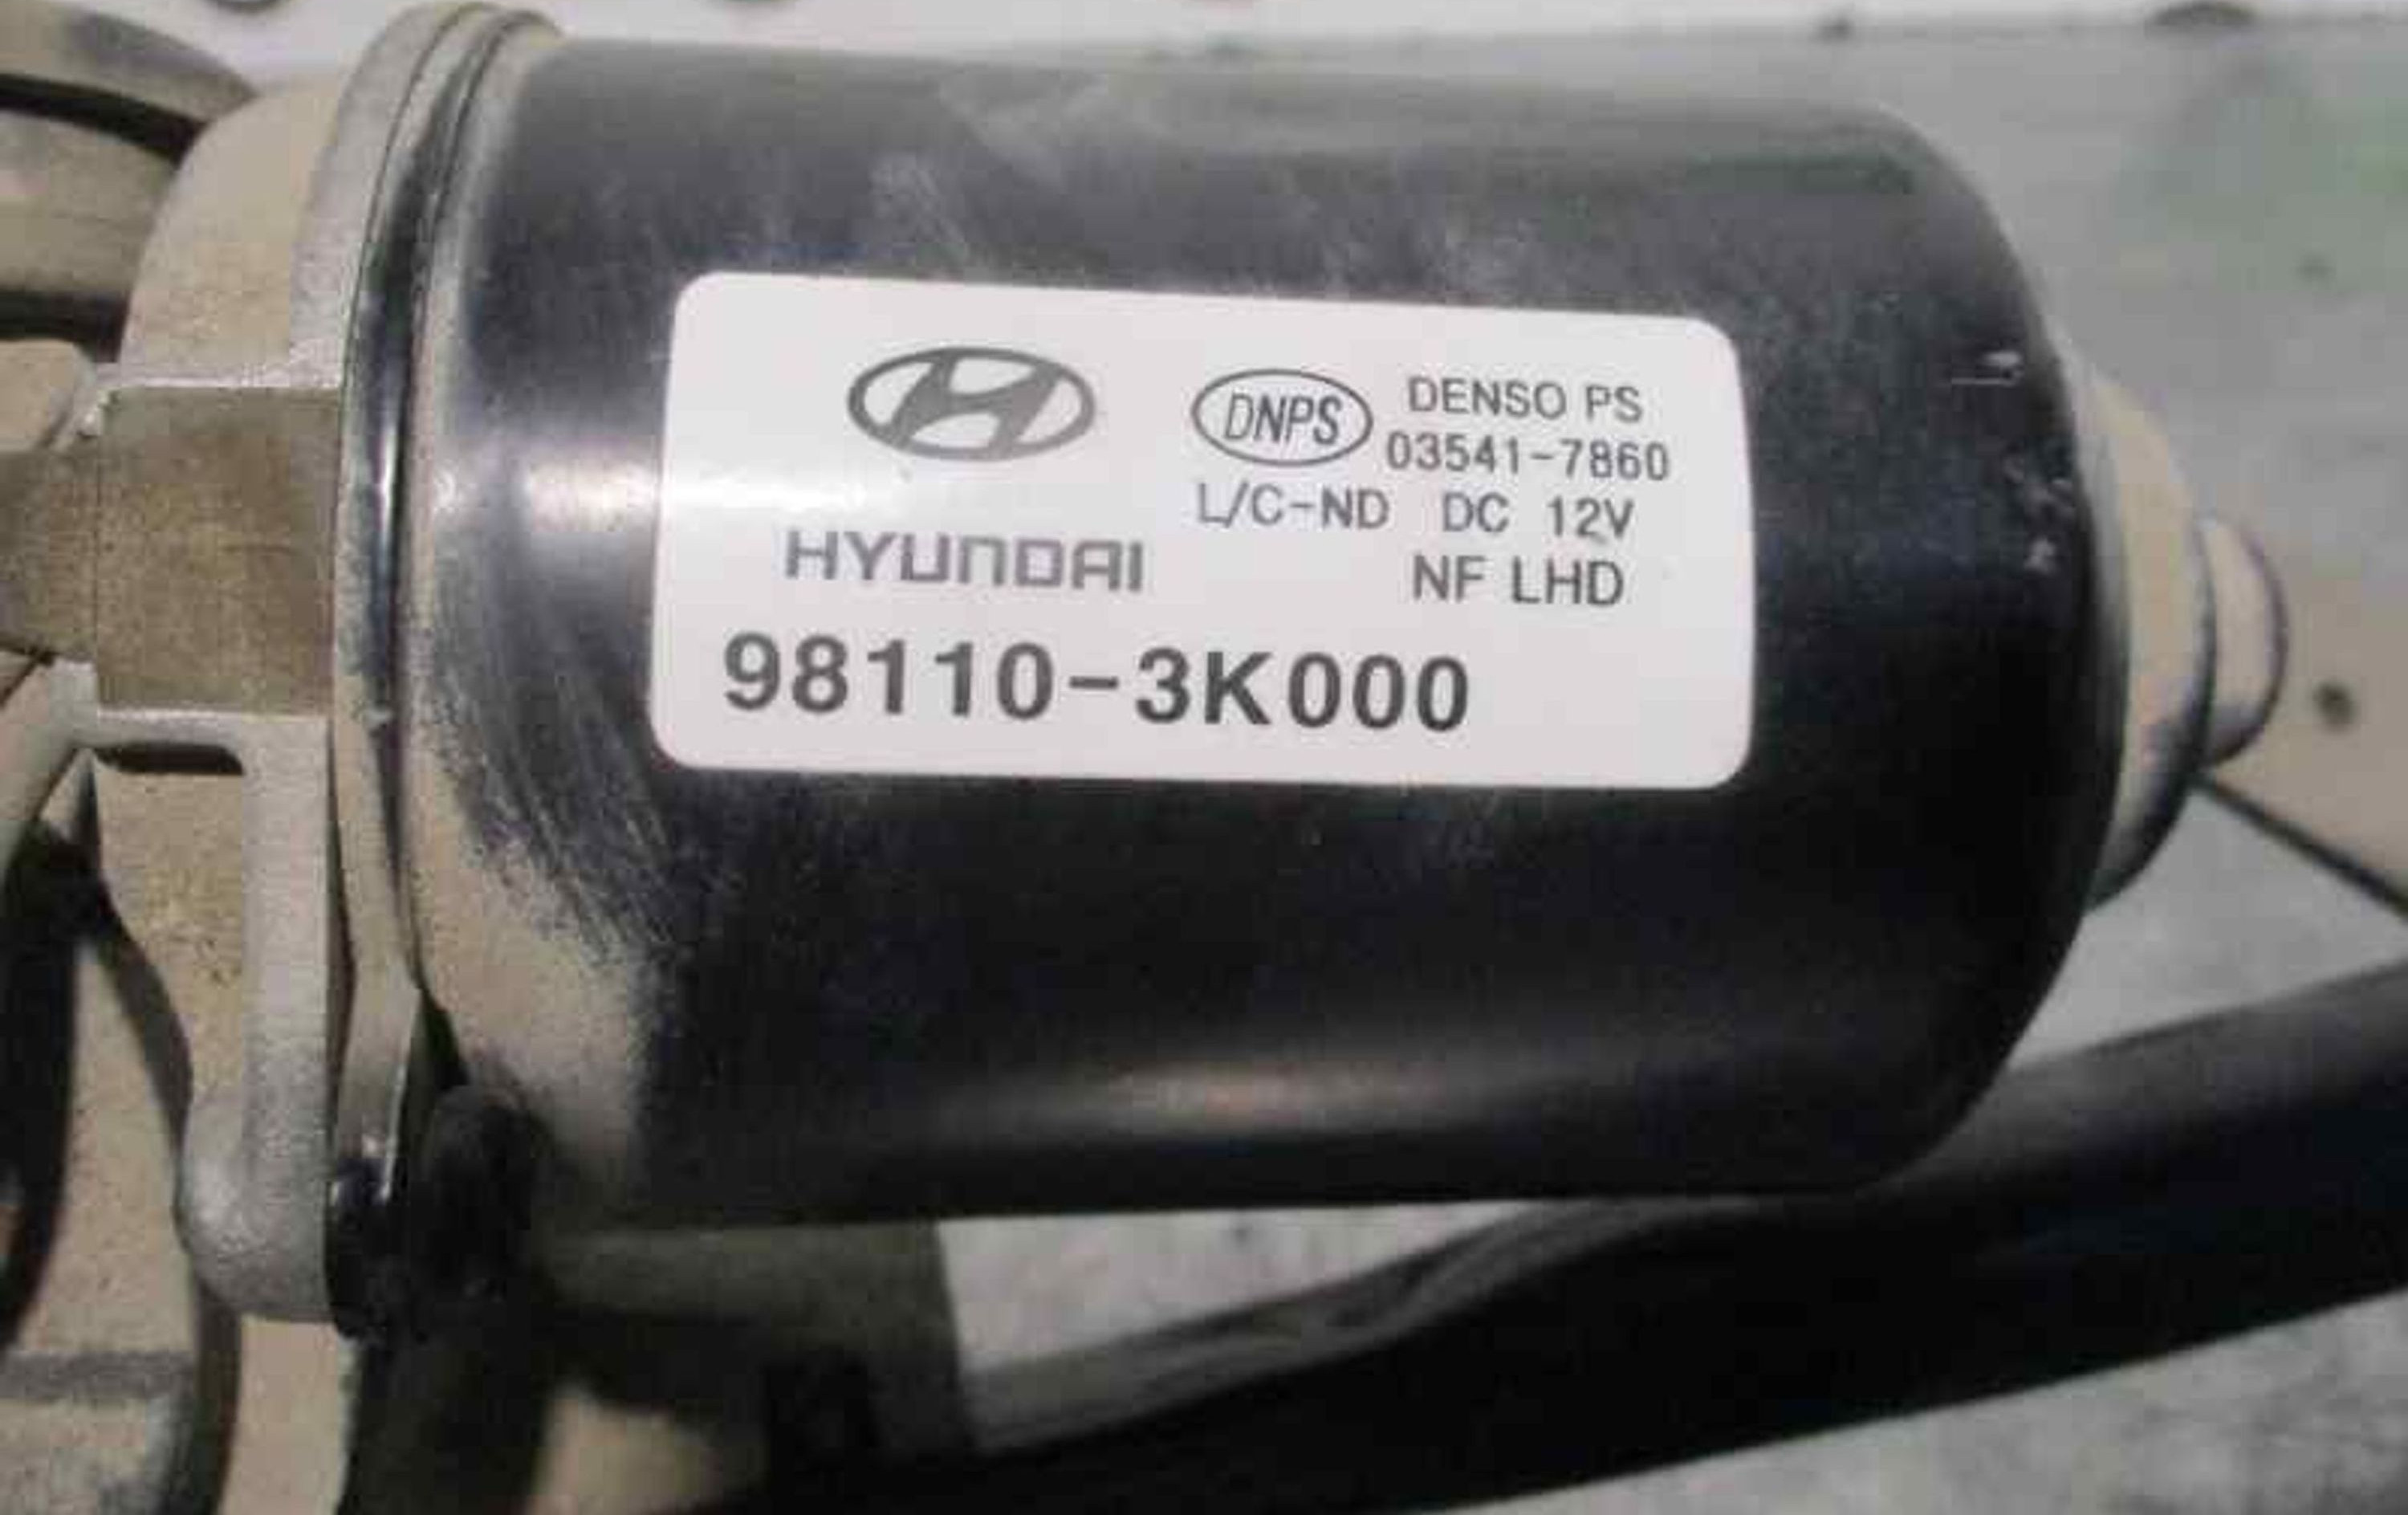 DNPS
DENSO PS
03541-7860
L/C-ND DC 12V
HYUNDAI
NF LHD
98110-3K000